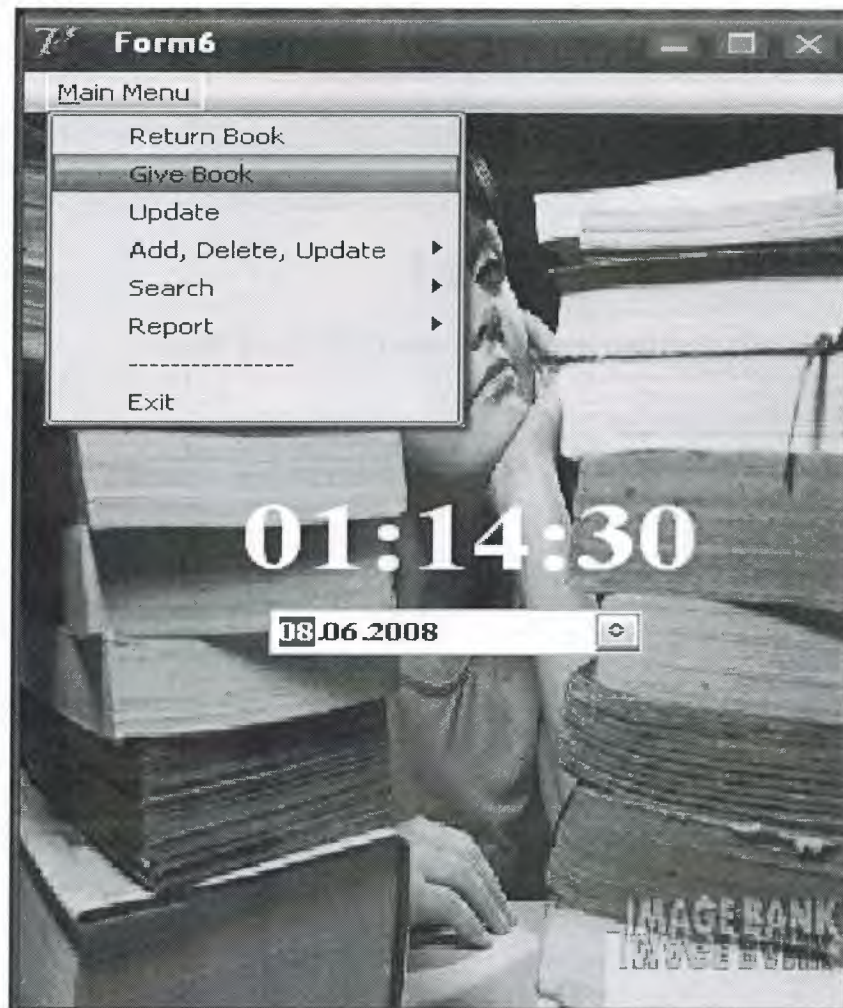 Form6
Main Menu
Return Book
Give Book
Update
Add, Delete, Update
Search
Report
----------------
Exit
01:14:30
08.06.2008
IMAGE BANK